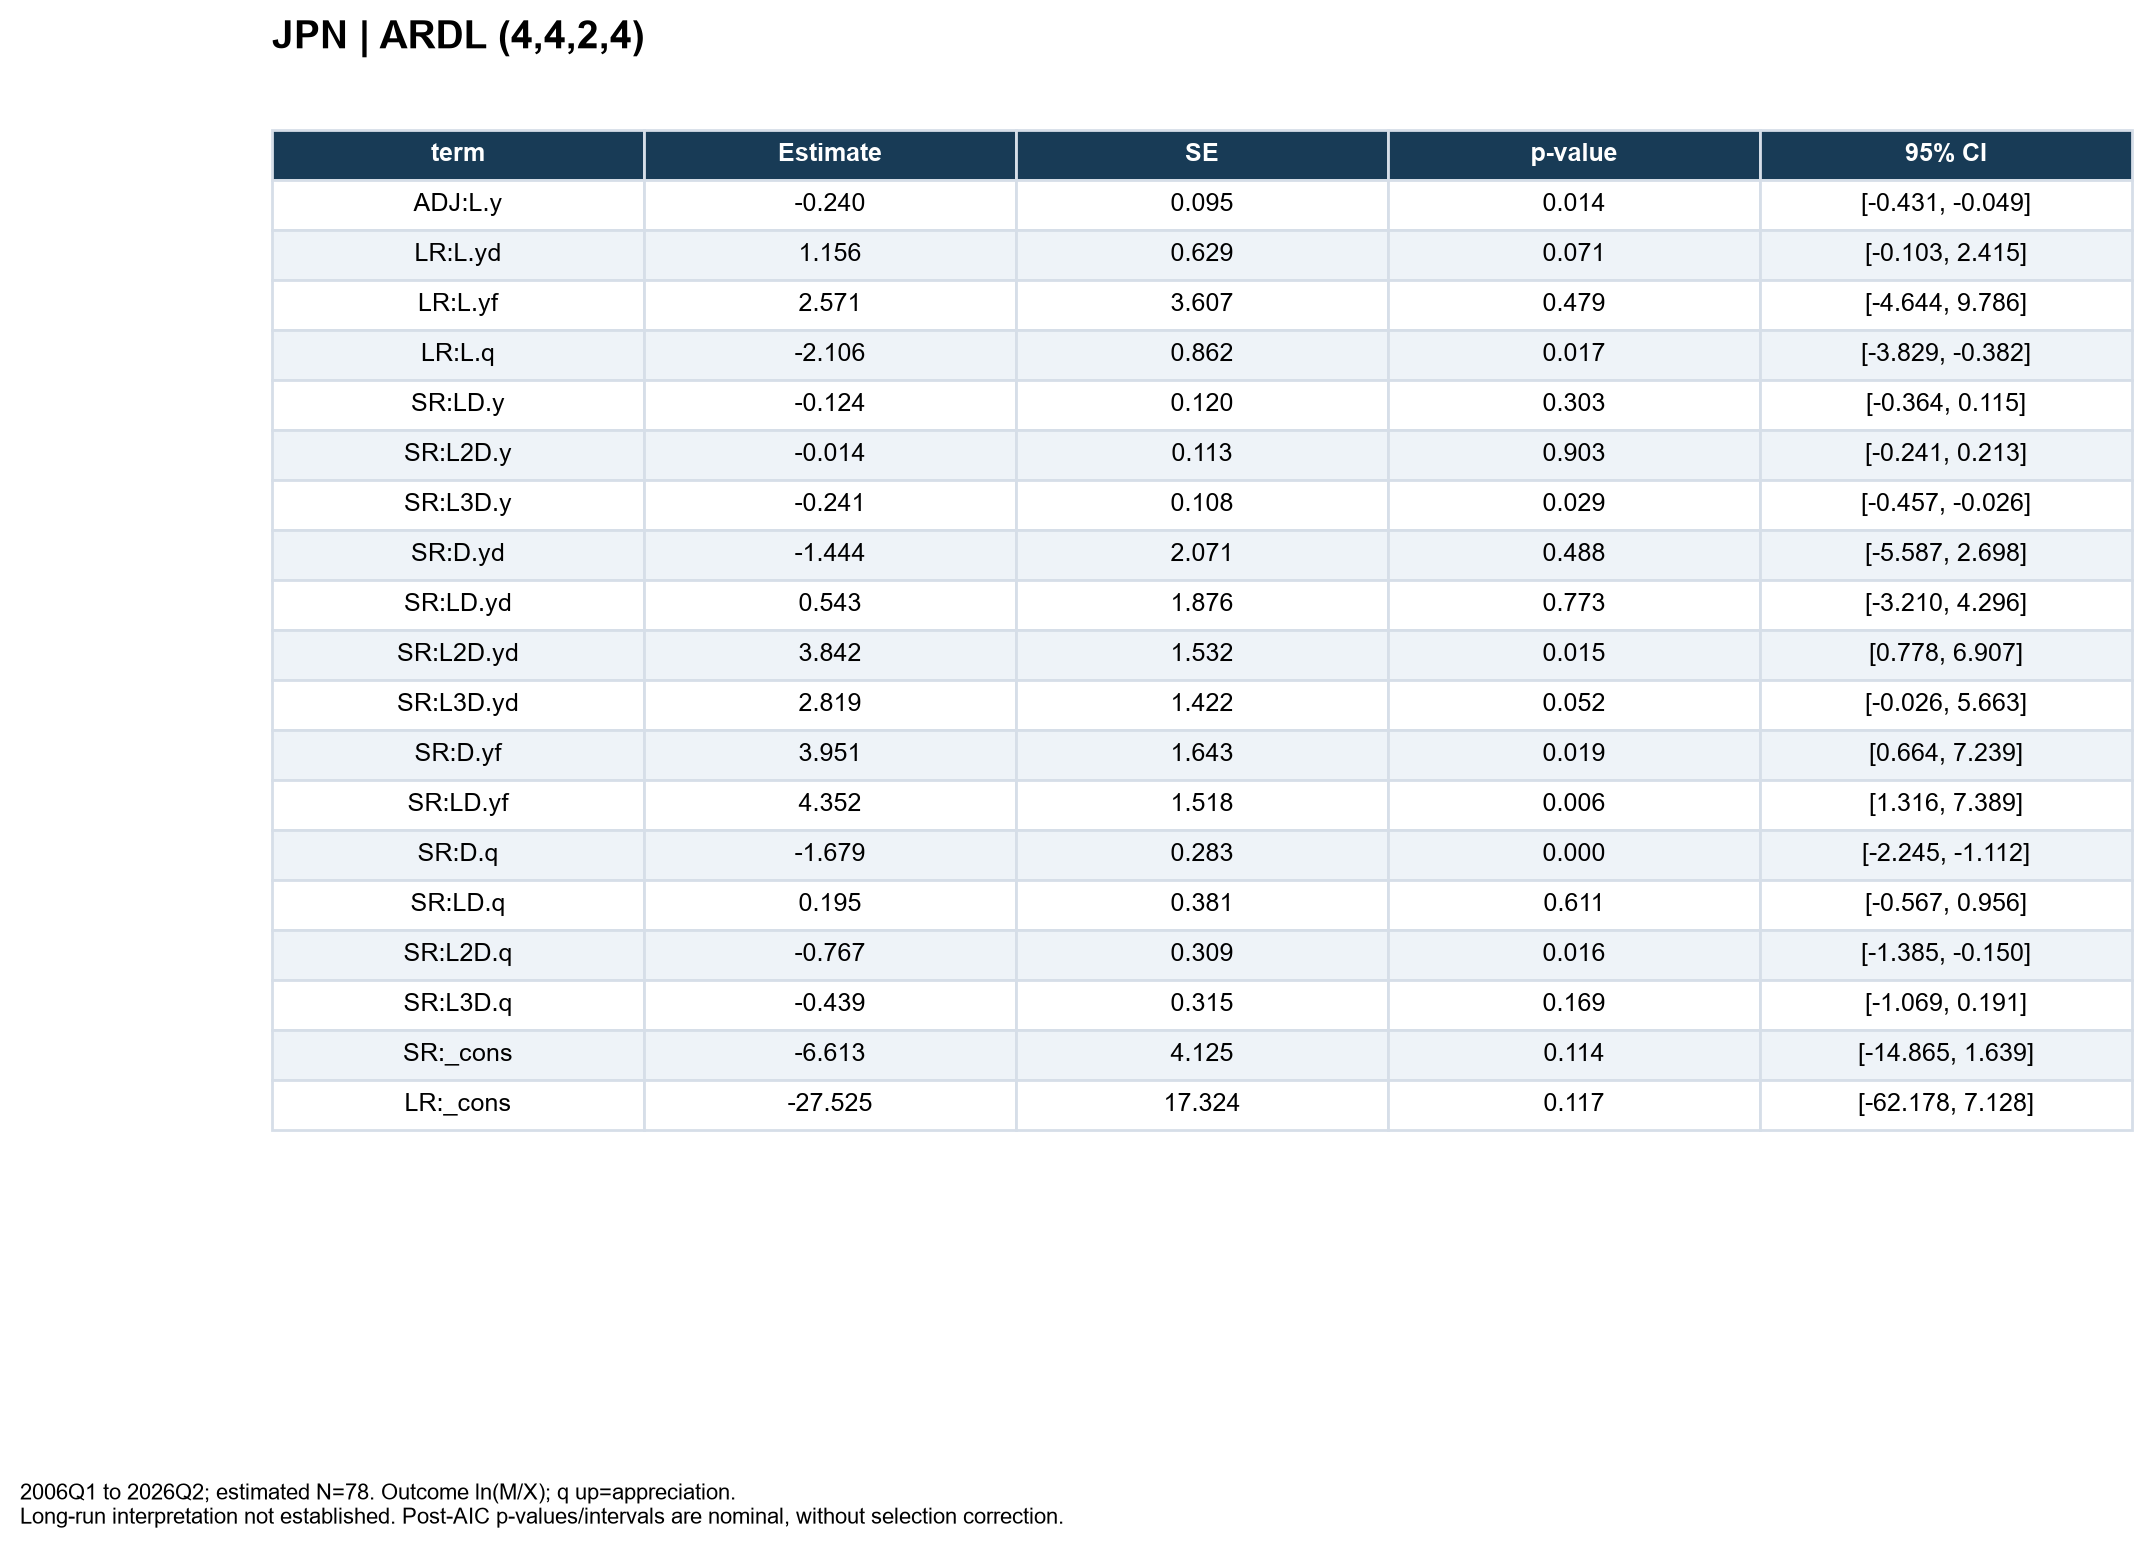 JPN | ARDL (4,4,2,4)
term Estimate SE p-value 95% CI
ADJ:L.y -0.240 0.095 0.014 [-0.431, -0.049]
LR:L.yd 1.156 0.629 0.071 [-0.103, 2.415]
LR:L.yf 2.571 3.607 0.479 [-4.644, 9.786]
LR:L.q -2.106 0.862 0.017 [-3.829, -0.382]
SR:LD.y -0.124 0.120 0.303 [-0.364, 0.115]
SR:L2D.y -0.014 0.113 0.903 [-0.241, 0.213]
SR:L3D.y -0.241 0.108 0.029 [-0.457, -0.026]
SR:D.yd -1.444 2.071 0.488 [-5.587, 2.698]
SR:LD.yd 0.543 1.876 0.773 [-3.210, 4.296]
SR:L2D.yd 3.842 1.532 0.015 [0.778, 6.907]
SR:L3D.yd 2.819 1.422 0.052 [-0.026, 5.663]
SR:D.yf 3.951 1.643 0.019 [0.664, 7.239]
SR:LD.yf 4.352 1.518 0.006 [1.316, 7.389]
SR:D.q -1.679 0.283 0.000 [-2.245, -1.112]
SR:LD.q 0.195 0.381 0.611 [-0.567, 0.956]
SR:L2D.q -0.767 0.309 0.016 [-1.385, -0.150]
SR:L3D.q -0.439 0.315 0.169 [-1.069, 0.191]
SR:_cons -6.613 4.125 0.114 [-14.865, 1.639]
LR:_cons -27.525 17.324 0.117 [-62.178, 7.128]
2006Q1 to 2026Q2; estimated N=78. Outcome ln(M/X); q up=appreciation.
Long-run interpretation not established. Post-AIC p-values/intervals are nominal, without selection correction.